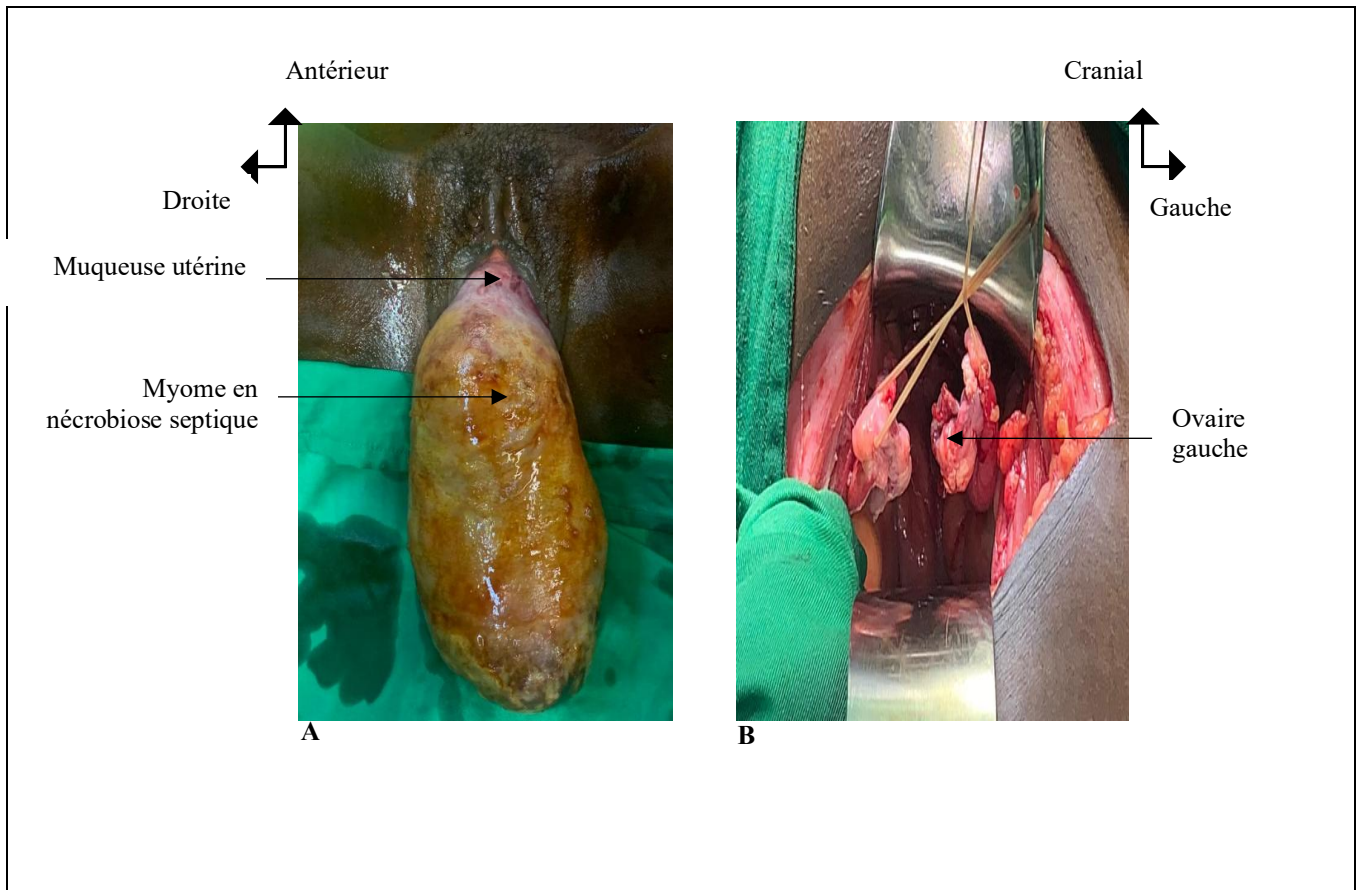 Antérieur
Droite
Muqueuse utérine
Myome en
nécrobiose septique
A
Cranial
Gauche
Ovaire
gauche
B